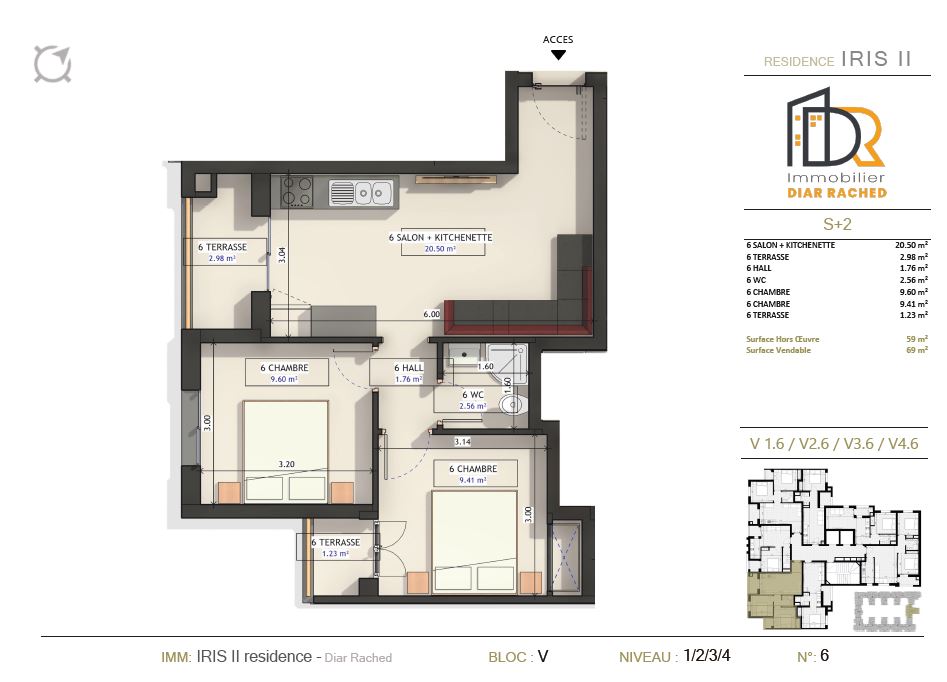 ACCES
RESIDENCE IRIS II
DR
Immobilier
DIAR RACHED
S+2
6 SALON + KITCHENETTE 20.50 m²
6 TERRASSE 2.98 m²
6 HALL 1.76 m²
6 WC 2.56 m²
6 CHAMBRE 9.60 m²
6 CHAMBRE 9.41 m²
6 TERRASSE 1.23 m²
Surface Hors Œuvre 59 m²
Surface Vendable 69 m²
V 1.6 / V2.6 / V3.6 / V4.6
6 SALON + KITCHENETTE
20.50 m²
6 TERRASSE
2.98 m²
3.04
6.00
6 CHAMBRE
9.60 m²
6 HALL
1.76 m²
1.60
1.60
6 WC
2.56 m²
3.00
3.20
3.14
6 CHAMBRE
9.41 m²
3.00
6 TERRASSE
1.23 m²
IMM: IRIS II residence - Diar Rached
BLOC : V
NIVEAU : 1/2/3/4
N°: 6